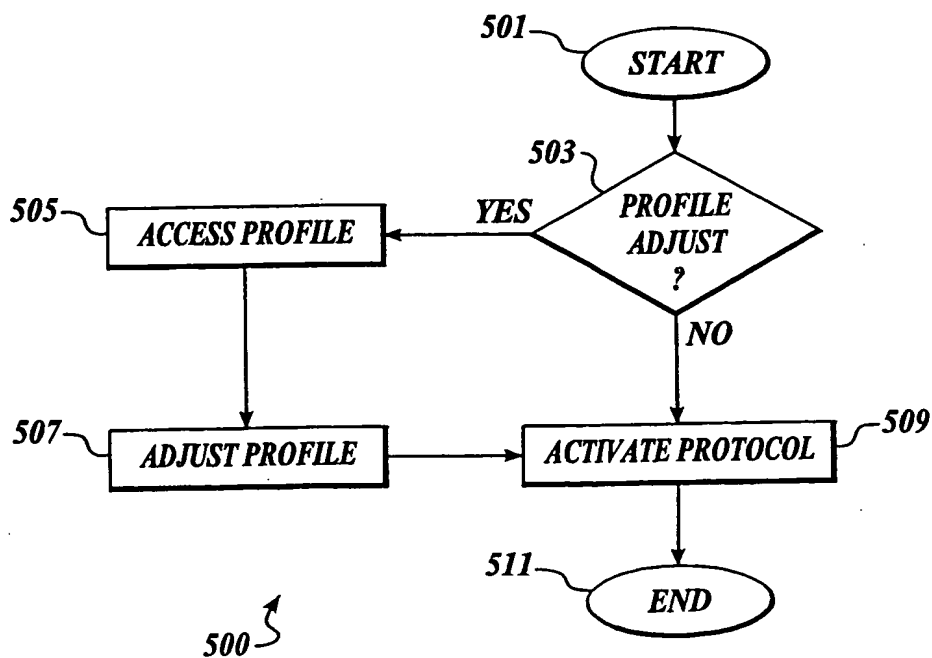 501
START
503
PROFILE
ADJUST
?
YES
505
ACCESS PROFILE
NO
507
ADJUST PROFILE
509
ACTIVATE PROTOCOL
511
END
500